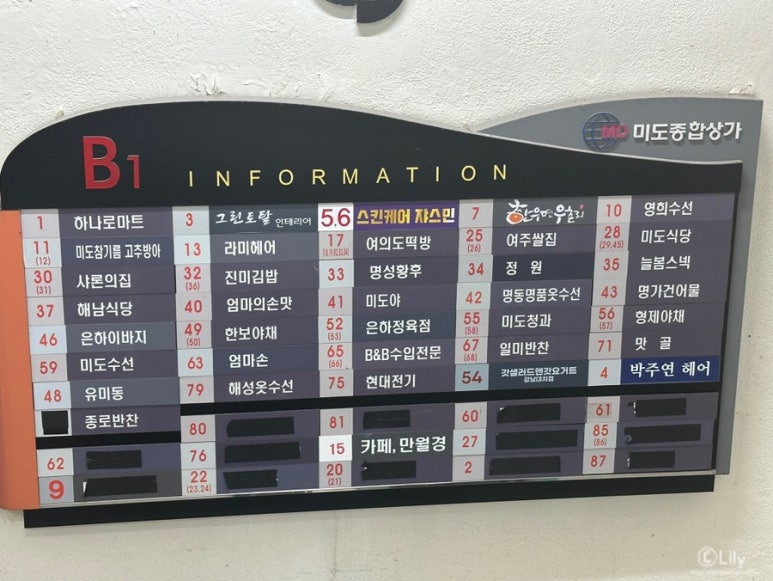 MD 미도종합상가
B1 INFORMATION
1 하나로마트 3 그린토탈 인테리어 5.6 스킨케어 쟈스민 7 10 영희수선
11 (12) 미도참기름 고추방아 13 라미헤어 17 여의도떡방 25 (26) 여주쌀집 28 (29,45) 미도식당
30 (31) 샤론의집 32 (36) 진미김밥 33 명성황후 34 정원 35 늘봄스넥
37 해남식당 40 엄마의손맛 41 미도야 42 명동명품옷수선 43 명가건어물
46 은하이바지 49 (50) 한보야채 52 (53) 은하정육점 55 (58) 미도청과 56 (57) 형제야채
59 미도수선 63 엄마손 65 (66) B&B수입전문 67 (68) 일미반찬 71 맛골
48 유미동 79 해성옷수선 75 현대전기 54 갓샐러드앤갓요거트 강남대치점 4 박주연 헤어
종로반찬 80 81 60 61
62 76 15 카페,만월경 27 85 (86)
9 22 (23,24) 20 (21) 2 87
©Lily